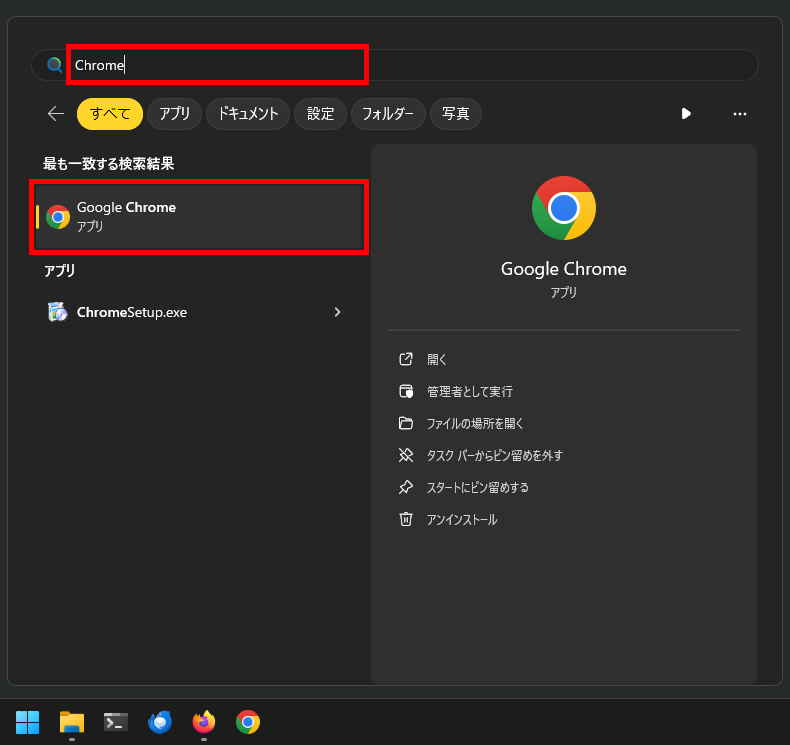 Chrome
すべて アプリ ドキュメント 設定 フォルダー 写真
最も一致する検索結果
Google Chrome
アプリ
アプリ
ChromeSetup.exe
Google Chrome
アプリ
開く
管理者として実行
ファイルの場所を開く
タスク バーからピン留めを外す
スタートにピン留めする
アンインストール